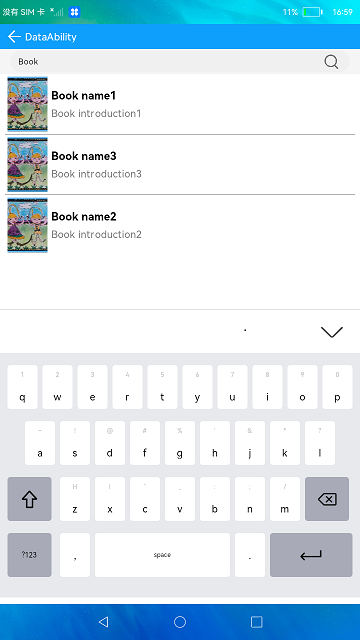 没有 SIM 卡 11% 16:59
DataAbility
Book
Book name1
Book introduction1
Book name3
Book introduction3
Book name2
Book introduction2
1 2 3 4 5 6 7 8 9 0
q w e r t y u i o p
~ ! @ # % ' & * ?
a s d f g h j k l
z x c v b n m
?123 , space .